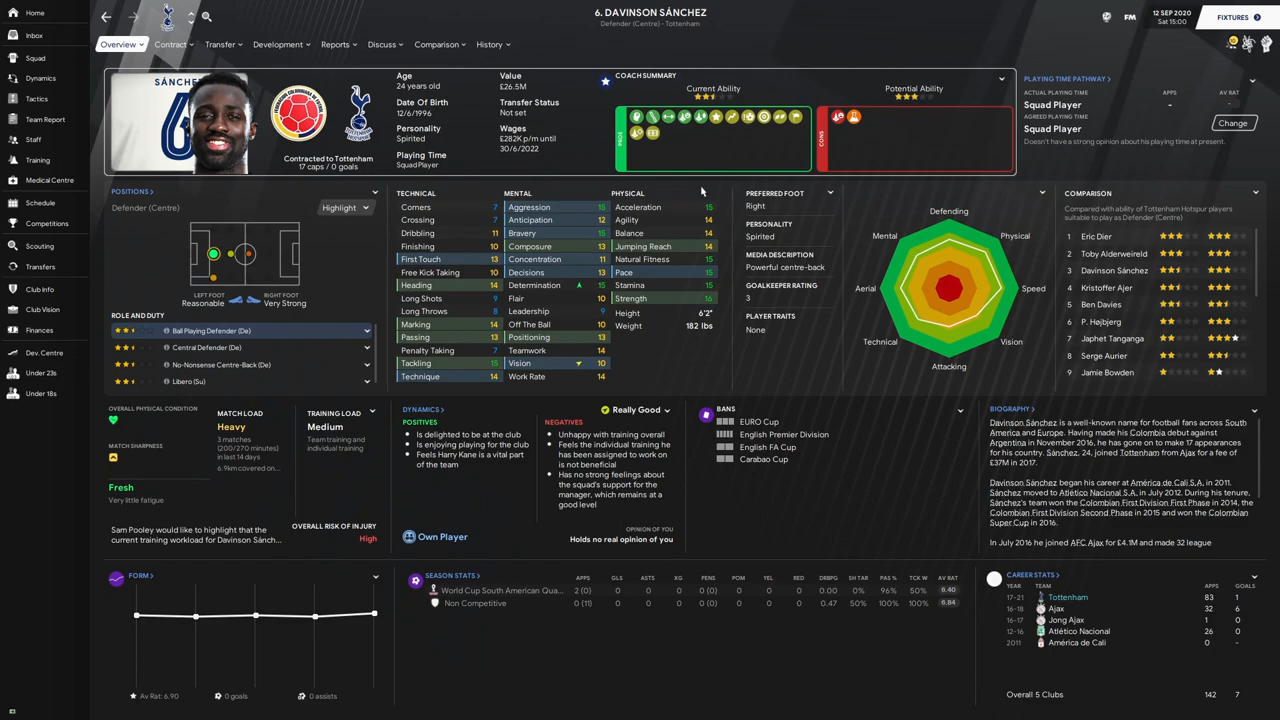 Home
Inbox
Squad
Dynamics
Tactics
Team Report
Staff
Training
Medical Centre
Schedule
Competitions
Scouting
Transfers
Club Info
Club Vision
Finances
Dev. Centre
Under 23s
Under 18s
6. DAVINSON SÁNCHEZ
Defender (Centre) - Tottenham
FM
12 SEP 2020
Sat 15:00
FIXTURES
Overview
Contract
Transfer
Development
Reports
Discuss
Comparison
History
SÁNCHEZ
Contracted to Tottenham
17 caps / 0 goals
Age
24 years old
Date Of Birth
12/6/1996
Personality
Spirited
Playing Time
Squad Player
Value
£26.5M
Transfer Status
Not set
Wages
£282K p/m until
30/6/2022
COACH SUMMARY
Current Ability
Potential Ability
PROS
CONS
PLAYING TIME PATHWAY
ACTUAL PLAYING TIME APPS AV RAT
Squad Player - -
AGREED PLAYING TIME
Squad Player
Change
Doesn't have a strong opinion about his playing time at present.
POSITIONS
Defender (Centre)
Highlight
LEFT FOOT
Reasonable
RIGHT FOOT
Very Strong
ROLE AND DUTY
Ball Playing Defender (De)
Central Defender (De)
No-Nonsense Centre-Back (De)
Libero (Su)
TECHNICAL
Corners 7
Crossing 7
Dribbling 11
Finishing 10
First Touch 13
Free Kick Taking 10
Heading 14
Long Shots 9
Long Throws 8
Marking 14
Passing 13
Penalty Taking 7
Tackling 15
Technique 14
MENTAL
Aggression 15
Anticipation 12
Bravery 15
Composure 13
Concentration 11
Decisions 13
Determination 15
Flair 10
Leadership 9
Off The Ball 10
Positioning 13
Teamwork 14
Vision 10
Work Rate 14
PHYSICAL
Acceleration 15
Agility 14
Balance 14
Jumping Reach 14
Natural Fitness 15
Pace 15
Stamina 15
Strength 16
Height 6'2"
Weight 182 lbs
PREFERRED FOOT
Right
PERSONALITY
Spirited
MEDIA DESCRIPTION
Powerful centre-back
GOALKEEPER RATING
3
PLAYER TRAITS
None
Defending
Physical
Speed
Vision
Attacking
Technical
Aerial
Mental
COMPARISON
Compared with ability of Tottenham Hotspur players
suitable to play as Defender (Centre)
1 Eric Dier
2 Toby Alderweireld
3 Davinson Sánchez
4 Kristoffer Ajer
5 Ben Davies
6 P. Højbjerg
7 Japhet Tanganga
8 Serge Aurier
9 Jamie Bowden
OVERALL PHYSICAL CONDITION
MATCH SHARPNESS
Fresh
Very little fatigue
MATCH LOAD
Heavy
3 matches
(200/270 minutes)
in last 14 days
6.9km covered on...
TRAINING LOAD
Medium
Team training and
individual training
Sam Pooley would like to highlight that the
current training workload for Davinson Sánch...
OVERALL RISK OF INJURY
High
DYNAMICS
Really Good
POSITIVES
Is delighted to be at the club
Is enjoying playing for the club
Feels Harry Kane is a vital part
of the team
NEGATIVES
Unhappy with training overall
Feels the individual training he
has been assigned to work on
is not beneficial
Has no strong feelings about
the squad's support for the
manager, which remains at a
good level
Own Player
OPINION OF YOU
Holds no real opinion of you
BANS
EURO Cup
English Premier Division
English FA Cup
Carabao Cup
BIOGRAPHY
Davinson Sánchez is a well-known name for football fans across South
America and Europe. Having made his Colombia debut against
Argentina in November 2016, he has gone on to make 17 appearances
for his country. Sánchez, 24, joined Tottenham from Ajax for a fee of
£37M in 2017.
Davinson Sánchez began his career at América de Cali S.A. in 2011.
Sánchez moved to Atlético Nacional S.A. in July 2012. During his tenure,
Sánchez's team won the Colombian First Division First Phase in 2014, the
Colombian First Division Second Phase in 2015 and won the Colombian
Super Cup in 2016.
In July 2016 he joined AFC Ajax for £4.1M and made 32 league
FORM
Av Rat: 6.90
0 goals
0 assists
SEASON STATS APPS GLS ASTS XG PENS POM YEL RED DRBPG SH TAR PAS % TCK W AV RAT
World Cup South American Qua... 2 (0) 0 0 0 0 (0) 0 0 0 0.00 0% 96% 50% 6.40
Non Competitive 0 (11) 0 0 0 0 (0) 0 0 0 0.47 50% 100% 100% 6.84
CAREER STATS
YEAR TEAM APPS GOALS
17-21 Tottenham 83 1
16-18 Ajax 32 6
16-17 Jong Ajax 1 0
12-16 Atlético Nacional 26 0
2011 América de Cali 0 -
Overall 5 Clubs 142 7